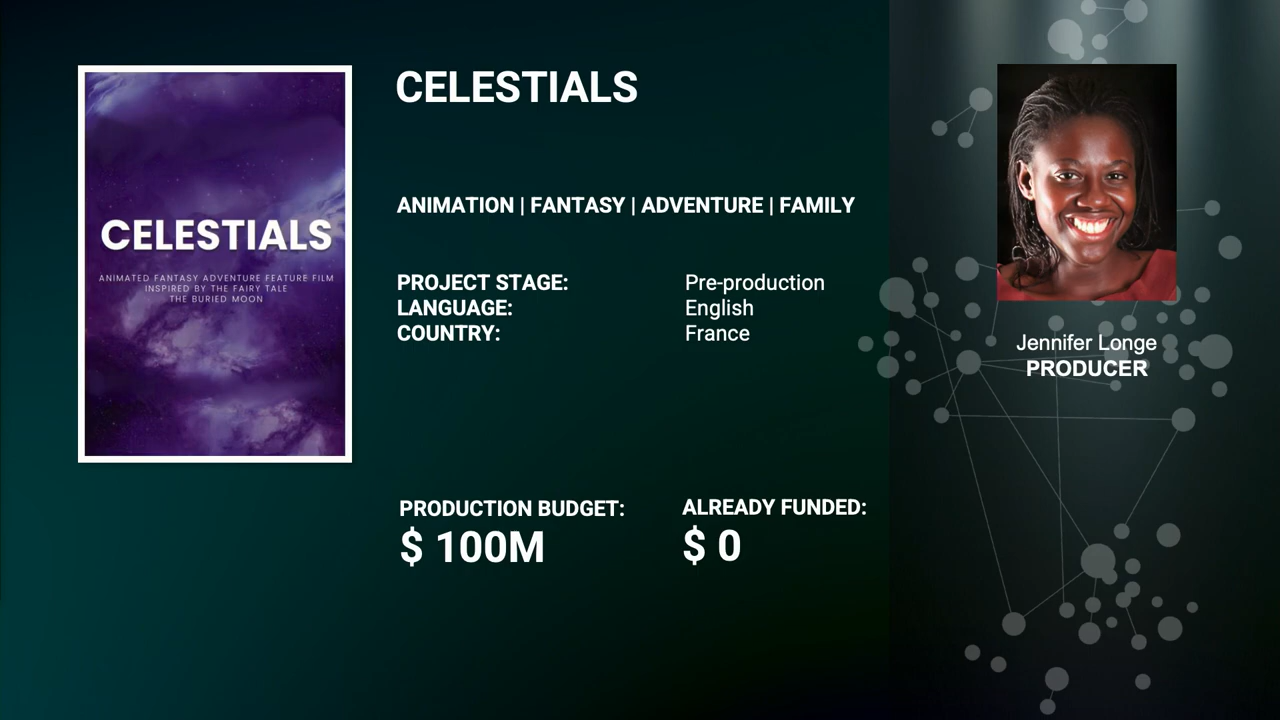 CELESTIALS
ANIMATED FANTASY ADVENTURE FEATURE FILM
INSPIRED BY THE FAIRY TALE
THE BURIED MOON
CELESTIALS
ANIMATION | FANTASY | ADVENTURE | FAMILY
PROJECT STAGE: Pre-production
LANGUAGE: English
COUNTRY: France
PRODUCTION BUDGET:
$ 100M
ALREADY FUNDED:
$ 0
Jennifer Longe
PRODUCER